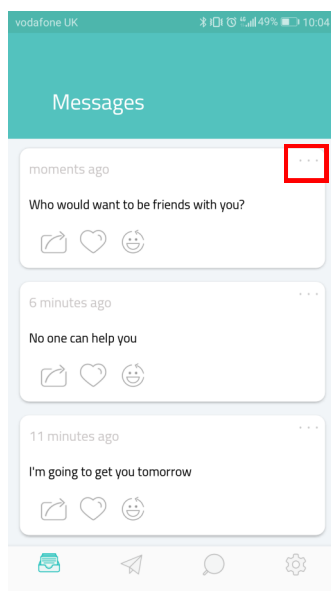 vodafone UK 49% 10:04
Messages
moments ago
Who would want to be friends with you?
6 minutes ago
No one can help you
11 minutes ago
I'm going to get you tomorrow